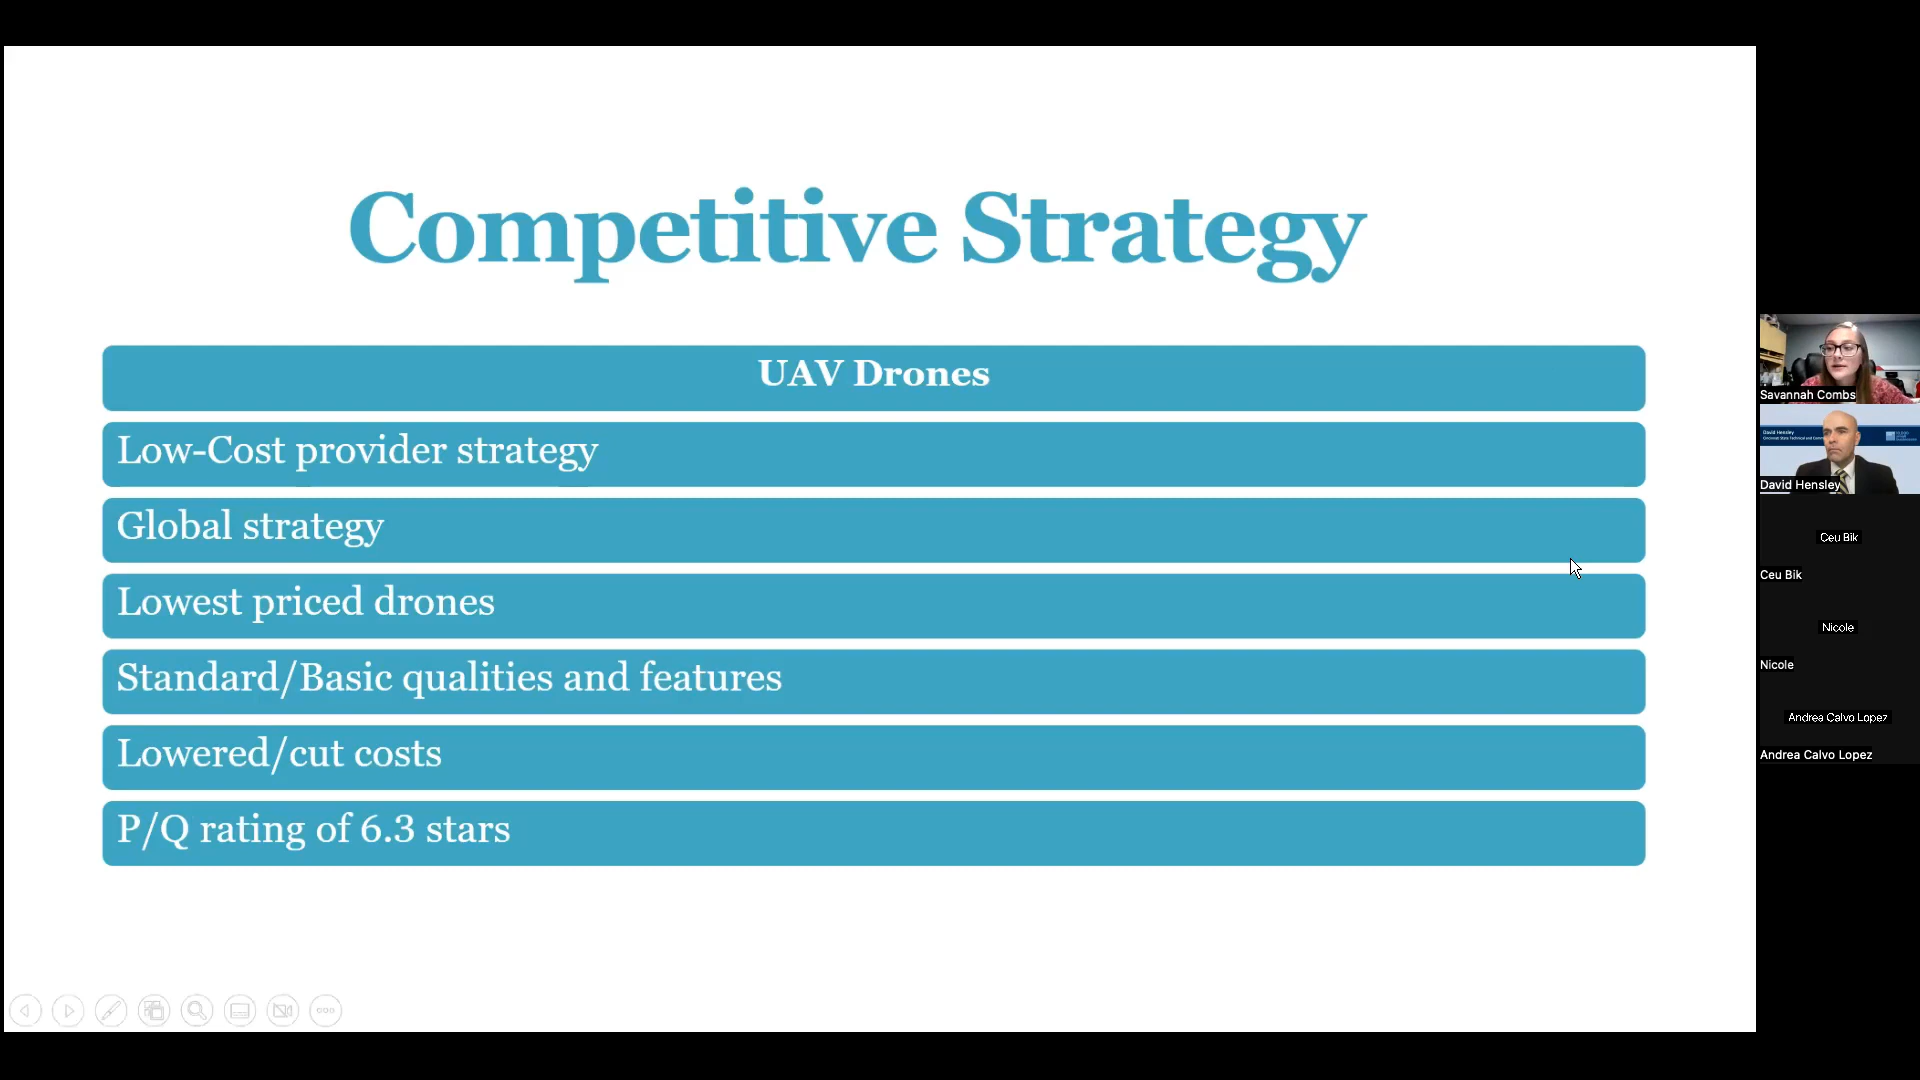 Competitive Strategy
UAV Drones
Low-Cost provider strategy
Global strategy
Lowest priced drones
Standard/Basic qualities and features
Lowered/cut costs
P/Q rating of 6.3 stars
Savannah Combs
David Hensley
David Hensley
Ceu Bik
Ceu Bik
Nicole
Nicole
Andrea Calvo Lopez
Andrea Calvo Lopez